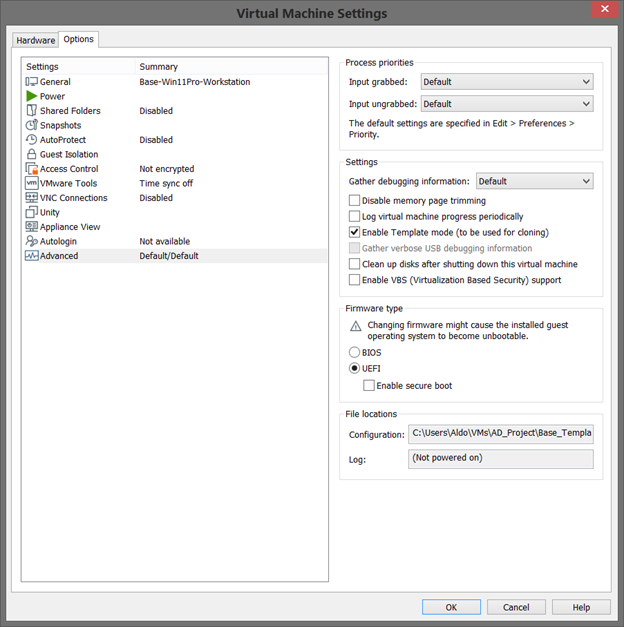 Virtual Machine Settings
Hardware Options
Settings Summary
General Base-Win11Pro-Workstation
Power
Shared Folders Disabled
Snapshots
AutoProtect Disabled
Guest Isolation
Access Control Not encrypted
vm VMware Tools Time sync off
VNC Connections Disabled
Unity
Appliance View
Autologin Not available
Advanced Default/Default
Process priorities
Input grabbed: Default
Input ungrabbed: Default
The default settings are specified in Edit > Preferences >
Priority.
Settings
Gather debugging information: Default
Disable memory page trimming
Log virtual machine progress periodically
Enable Template mode (to be used for cloning)
Gather verbose USB debugging information
Clean up disks after shutting down this virtual machine
Enable VBS (Virtualization Based Security) support
Firmware type
Changing firmware might cause the installed guest
operating system to become unbootable.
BIOS
UEFI
Enable secure boot
File locations
Configuration: C:\Users\Aldo\VMs\AD_Project\Base_Templa
Log: (Not powered on)
OK Cancel Help